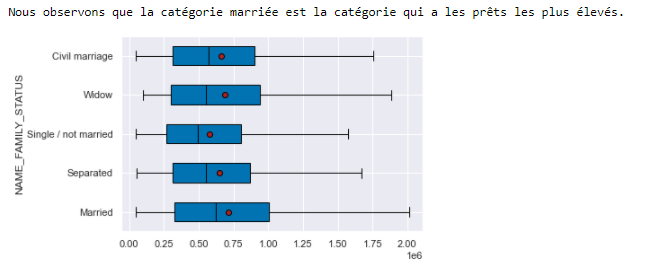 Nous observons que la catégorie marriée est la catégorie qui a les prêts les plus élevés.
NAME_FAMILY_STATUS
Civil marriage
Widow
Single / not married
Separated
Married
0.00 0.25 0.50 0.75 1.00 1.25 1.50 1.75 2.00
1e6